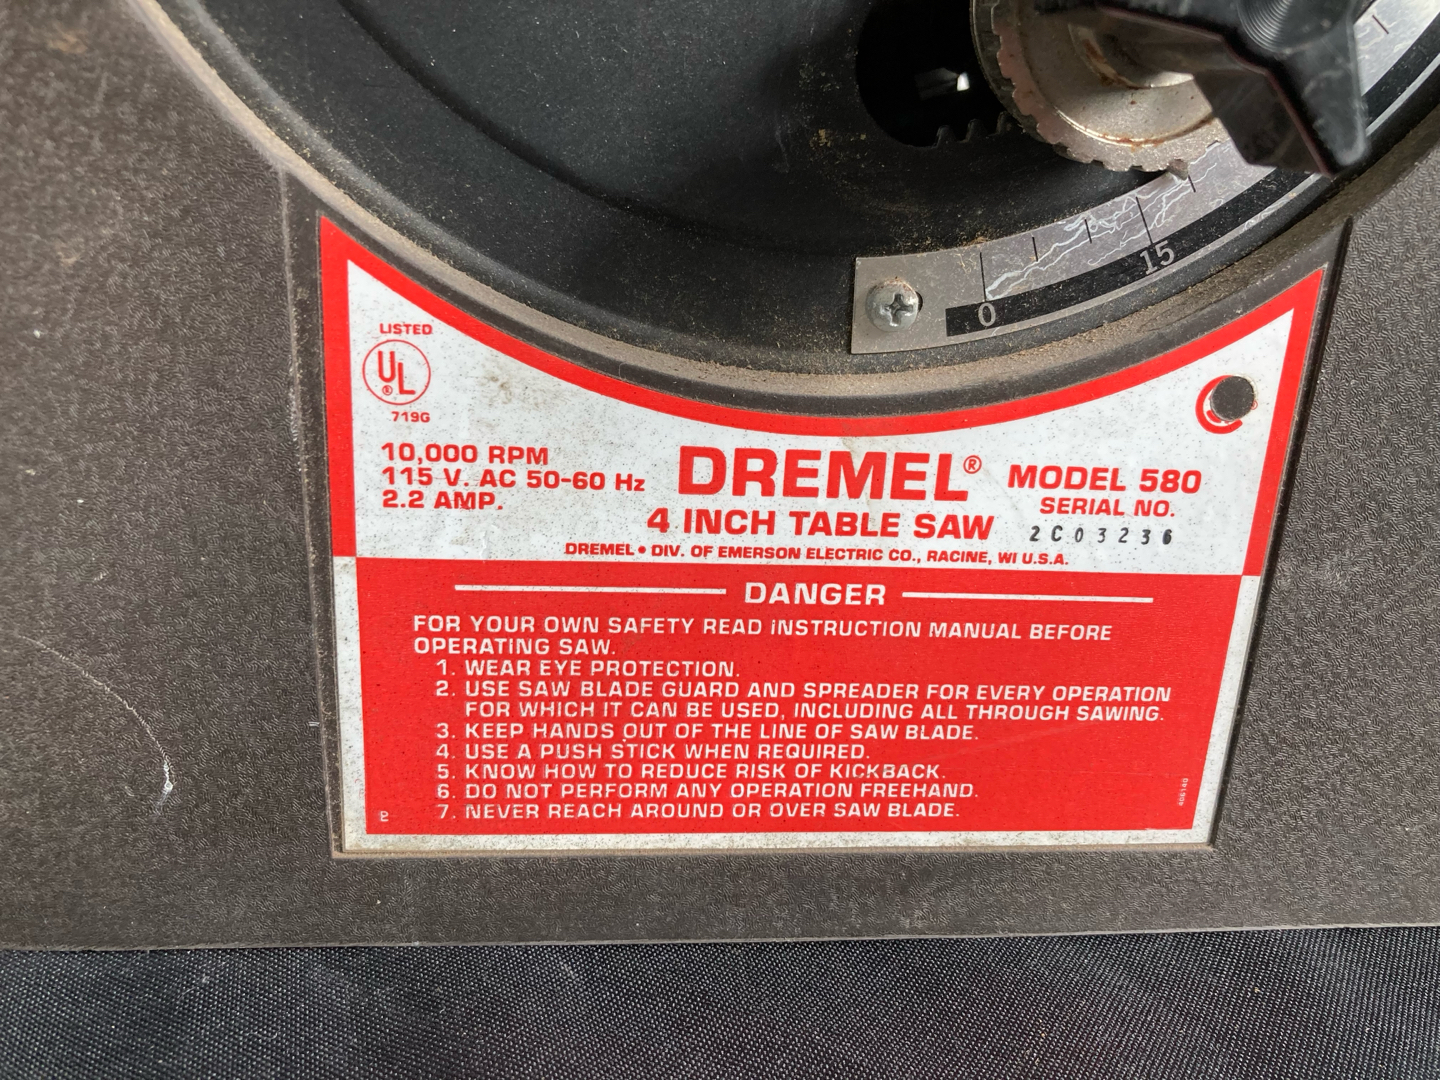 15
0
LISTED
UL
®
719G
10,000 RPM
115 V. AC 50-60 Hz
2.2 AMP.
DREMEL®
4 INCH TABLE SAW
MODEL 580
SERIAL NO.
2C03236
DREMEL • DIV. OF EMERSON ELECTRIC CO., RACINE, WI U.S.A.
DANGER
FOR YOUR OWN SAFETY READ INSTRUCTION MANUAL BEFORE
OPERATING SAW.
1. WEAR EYE PROTECTION.
2. USE SAW BLADE GUARD AND SPREADER FOR EVERY OPERATION
FOR WHICH IT CAN BE USED, INCLUDING ALL THROUGH SAWING.
3. KEEP HANDS OUT OF THE LINE OF SAW BLADE.
4. USE A PUSH STICK WHEN REQUIRED.
5. KNOW HOW TO REDUCE RISK OF KICKBACK.
6. DO NOT PERFORM ANY OPERATION FREEHAND.
7. NEVER REACH AROUND OR OVER SAW BLADE.